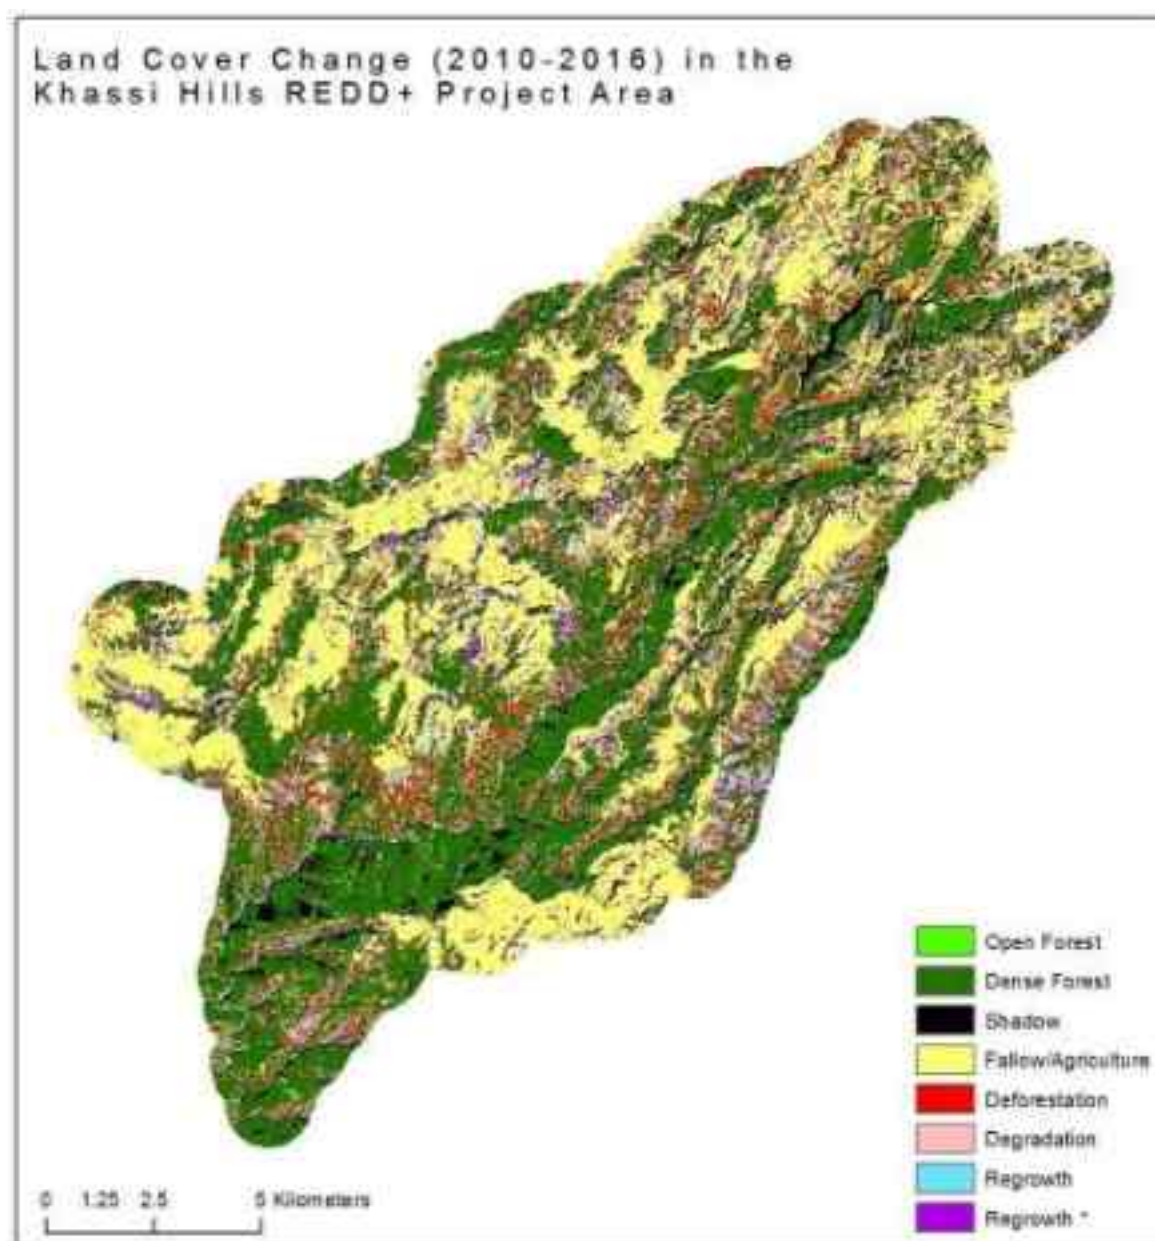 Land Cover Change (2010-2016) in the
Khassi Hills REDD+ Project Area
Open Forest
Dense Forest
Shadow
Fallow/Agriculture
Deforestation
Degradation
Regrowth
Regrowth *
0 1.25 2.5 5 Kilometers